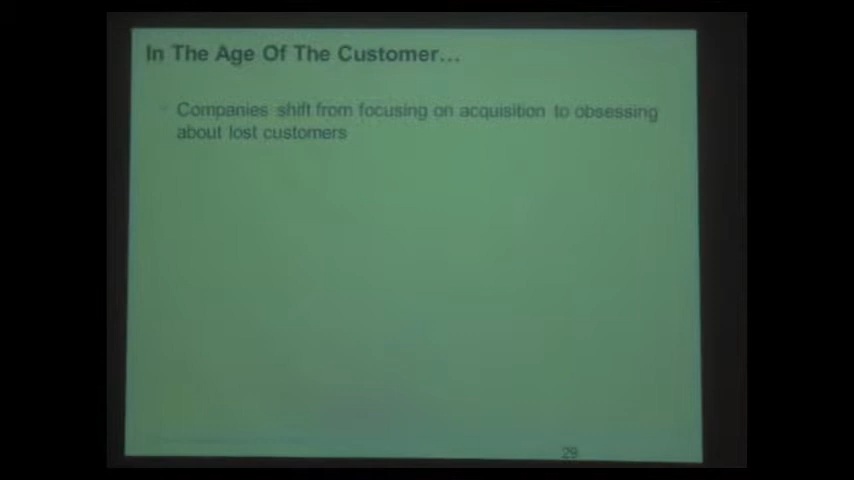 In The Age Of The Customer...
Companies shift from focusing on acquisition to obsessing
about lost customers
29